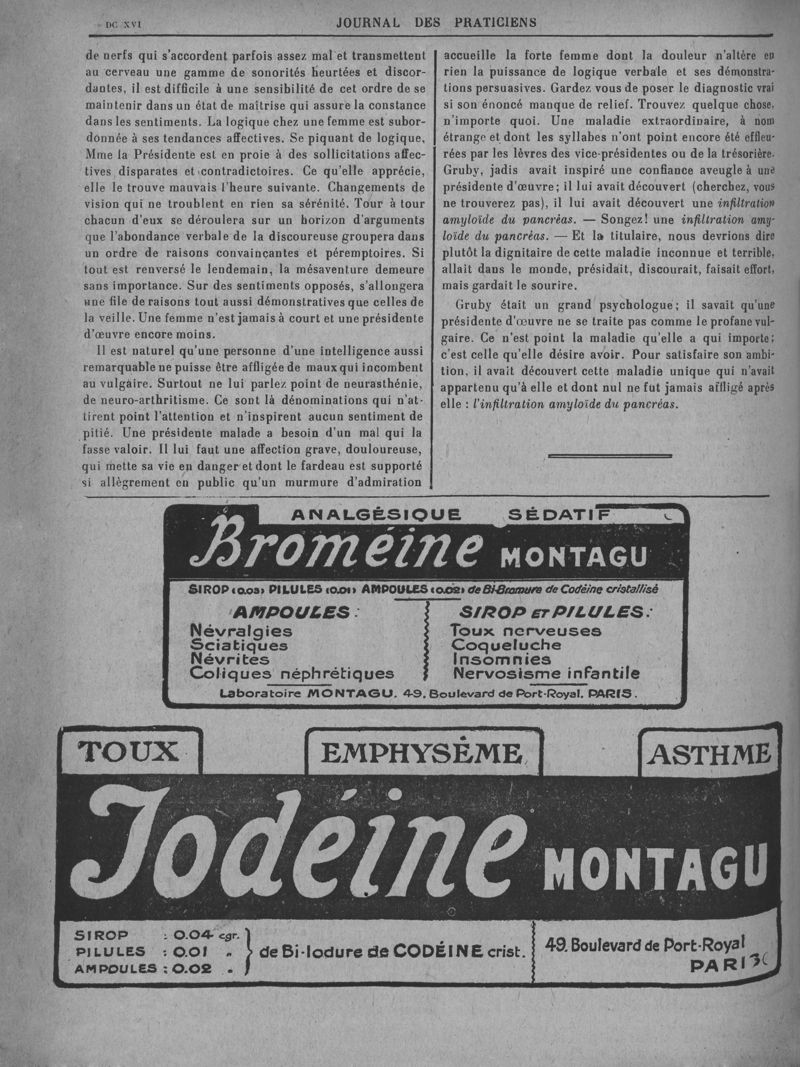 DC XVI
JOURNAL DES PRATICIENS
de nerfs qui s'accordent parfois assez mal et transmettent
au cerveau une gamme de sonorités heurtées et discor-
dantes, il est difficile à une sensibilité de cet ordre de se
maintenir dans un état de maîtrise qui assure la constance
dans les sentiments. La logique chez une femme est subor-
donnée à ses tendances affectives. Se piquant de logique,
Mme la Présidente est en proie à des sollicitations affec-
tives disparates et contradictoires. Ce qu'elle apprécie,
elle le trouve mauvais l'heure suivante. Changements de
vision qui ne troublent en rien sa sérénité. Tour à tour
chacun d'eux se déroulera sur un horizon d'arguments
que l'abondance verbale de la discoureuse groupera dans
un ordre de raisons convainçantes et péremptoires. Si
tout est renversé le lendemain, la mésaventure demeure
sans importance. Sur des sentiments opposés, s'allongera
une file de raisons tout aussi démonstratives que celles de
la veille. Une femme n'est jamais à court et une présidente
d'œuvre encore moins.
Il est naturel qu'une personne d'une intelligence aussi
remarquable ne puisse être affligée de maux qui incombent
au vulgaire. Surtout ne lui parlez point de neurasthénie,
de neuro-arthritisme. Ce sont là dénominations qui n'at-
tirent point l'attention et n'inspirent aucun sentiment de
pitié. Une présidente malade a besoin d'un mal qui la
fasse valoir. Il lui faut une affection grave, douloureuse,
qui mette sa vie en danger et dont le fardeau est supporté
si allègrement en public qu'un murmure d'admiration
accueille la forte femme dont la douleur n'altère en
rien la puissance de logique verbale et ses démonstra-
tions persuasives. Gardez vous de poser le diagnostic vrai
si son énoncé manque de relief. Trouvez quelque chose,
n'importe quoi. Une maladie extraordinaire, à nom
étrange et dont les syllabes n'ont point encore été effleu-
rées par les lèvres des vice-présidentes ou de la trésorière.
Gruby, jadis avait inspiré une confiance aveugle à une
présidente d'œuvre; il lui avait découvert (cherchez, vous
ne trouverez pas), il lui avait découvert une infiltration
amyloïde du pancréas. — Songez! une infiltration amy-
loïde du pancréas. — Et la titulaire, nous devrions dire
plutôt la dignitaire de cette maladie inconnue et terrible,
allait dans le monde, présidait, discourait, faisait effort,
mais gardait le sourire.
Gruby était un grand psychologue; il savait qu'une
présidente d'œuvre ne se traite pas comme le profane vul-
gaire. Ce n'est point la maladie qu'elle a qui importe;
c'est celle qu'elle désire avoir. Pour satisfaire son ambi-
tion, il avait découvert cette maladie unique qui n'avait
appartenu qu'à elle et dont nul ne fut jamais affligé après
elle : l'infiltration amyloïde du pancréas.
ANALGÉSIQUE SÉDATIF
Broméine MONTAGU
SIROP (0.03) PILULES (0.01) AMPOULES (0.02) de Bi-Bromure de Codéine cristallisé
AMPOULES:
Névralgies
Sciatiques
Névrites
Coliques néphrétiques
SIROP ET PILULES:
Toux nerveuses
Coqueluche
Insomnies
Nervosisme infantile
Laboratoire MONTAGU. 49, Boulevard de Port-Royal, PARIS.
TOUX EMPHYSÈME ASTHME
Iodéine MONTAGU
SIROP : 0.04 cgr.
PILULES : 0.01 "
AMPOULES : 0.02 "
de Bi-Iodure de CODÉINE crist.
49, Boulevard de Port-Royal
PARIS